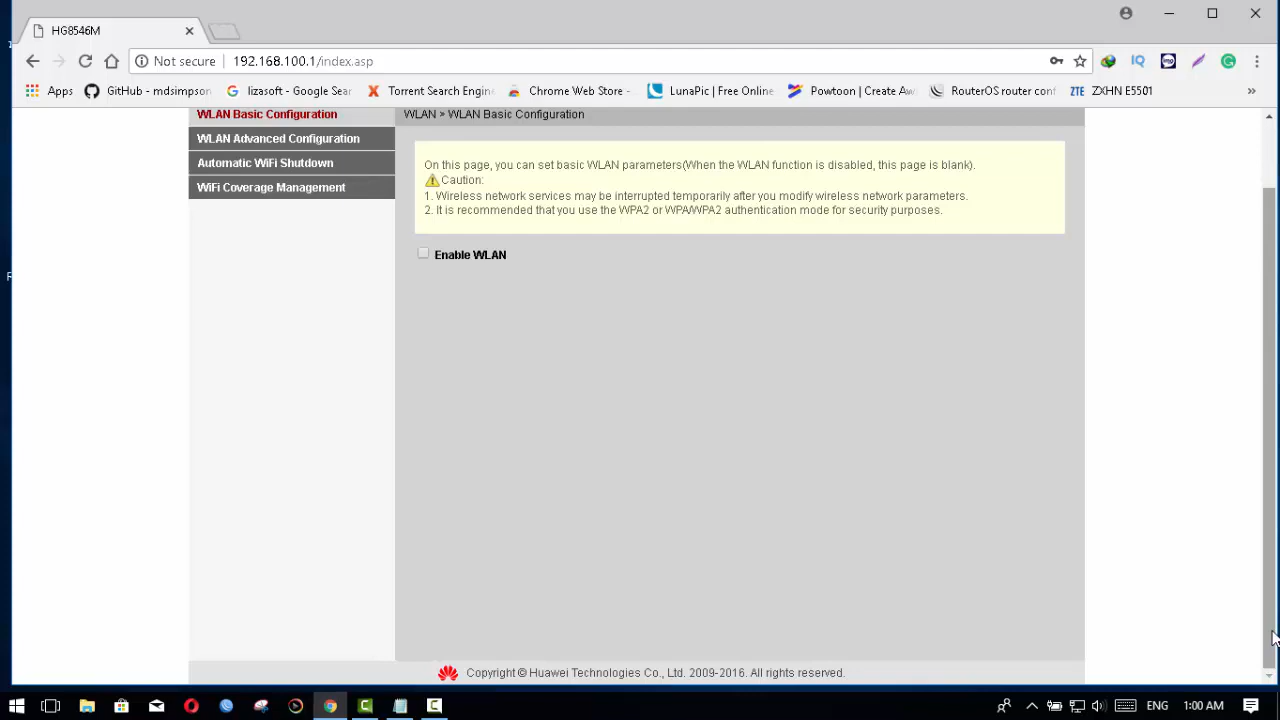 HG8546M
Not secure
192.168.100.1/index.asp
Apps
GitHub - mdsimpson
lizasoft - Google Sear
Torrent Search Engine
Chrome Web Store -
LunaPic | Free Online
Powtoon | Create Aw
RouterOS router conf
ZTE ZXHN E5501
»
WLAN Basic Configuration
WLAN Advanced Configuration
Automatic WiFi Shutdown
WiFi Coverage Management
WLAN » WLAN Basic Configuration
On this page, you can set basic WLAN parameters(When the WLAN function is disabled, this page is blank).
Caution:
1. Wireless network services may be interrupted temporarily after you modify wireless network parameters.
2. It is recommended that you use the WPA2 or WPA/WPA2 authentication mode for security purposes.
Enable WLAN
Copyright © Huawei Technologies Co., Ltd. 2009-2016. All rights reserved.
ENG
1:00 AM